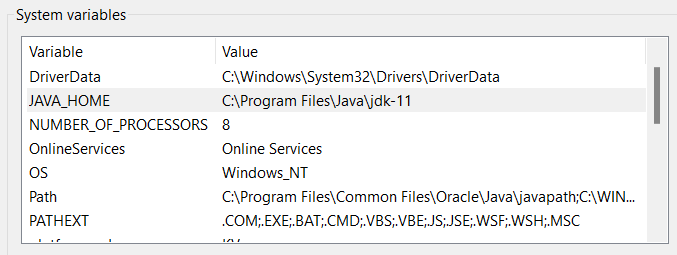 System variables
Variable Value
DriverData C:\Windows\System32\Drivers\DriverData
JAVA_HOME C:\Program Files\Java\jdk-11
NUMBER_OF_PROCESSORS 8
OnlineServices Online Services
OS Windows_NT
Path C:\Program Files\Common Files\Oracle\Java\javapath;C:\WIN...
PATHEXT .COM;.EXE;.BAT;.CMD;.VBS;.VBE;.JS;.JSE;.WSF;.WSH;.MSC